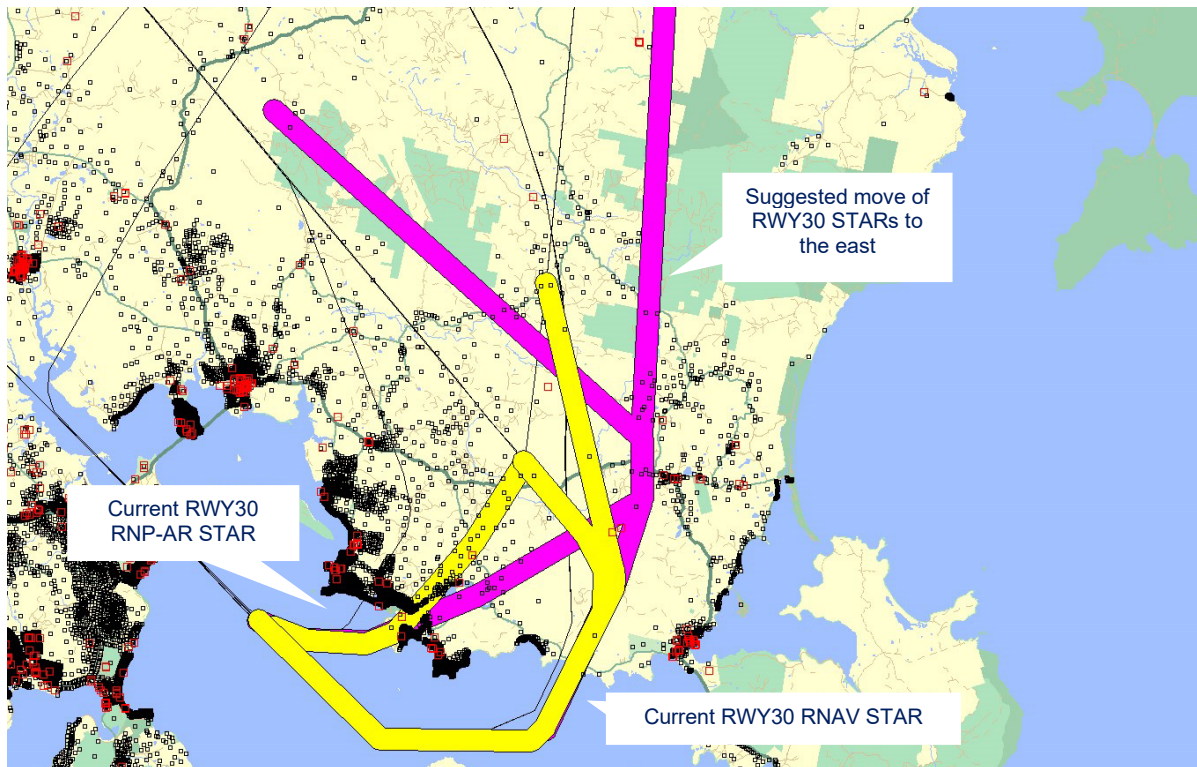 Suggested move of
RWY30 STARs to
the east
Current RWY30
RNP-AR STAR
Current RWY30 RNAV STAR